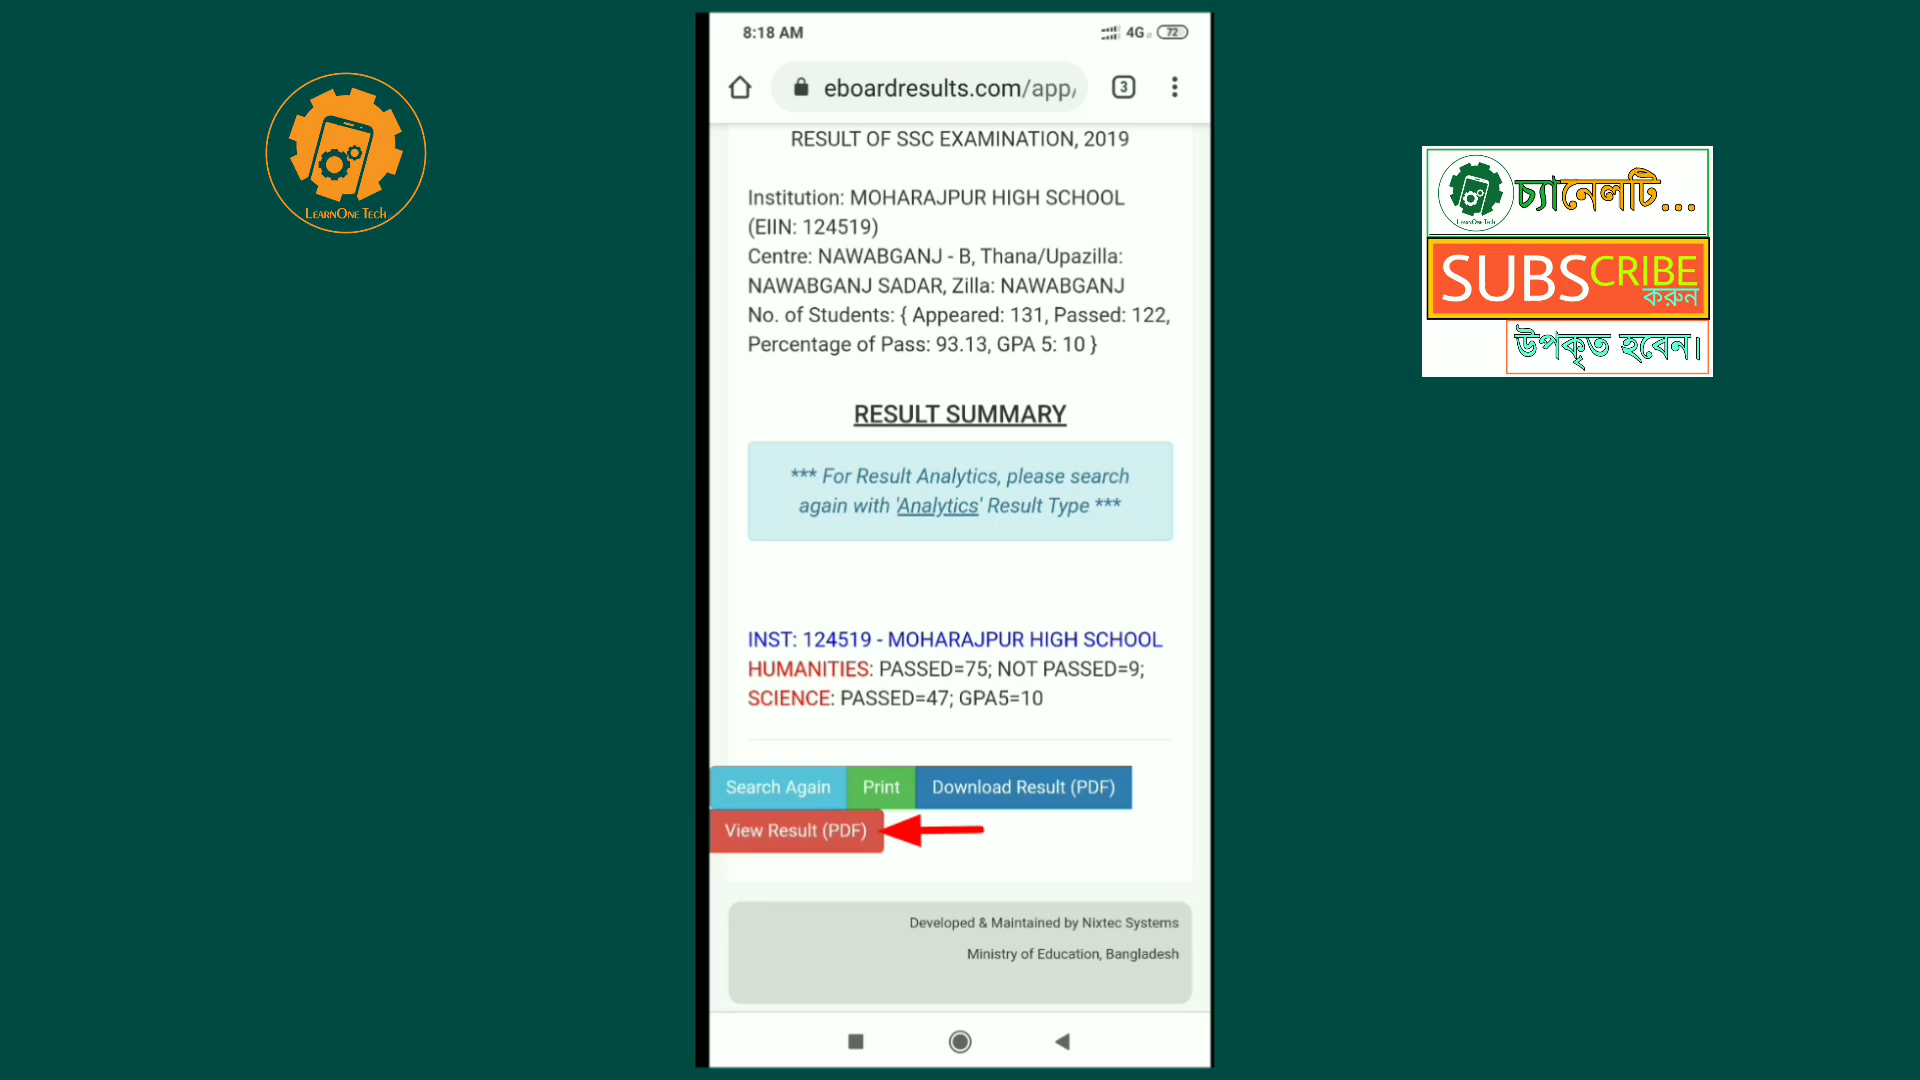 LEARNONE TECH
8:18 AM
4G 72
eboardresults.com/app/
3
RESULT OF SSC EXAMINATION, 2019
Institution: MOHARAJPUR HIGH SCHOOL
(EIIN: 124519)
Centre: NAWABGANJ - B, Thana/Upazilla:
NAWABGANJ SADAR, Zilla: NAWABGANJ
No. of Students: { Appeared: 131, Passed: 122,
Percentage of Pass: 93.13, GPA 5: 10 }
RESULT SUMMARY
*** For Result Analytics, please search
again with 'Analytics' Result Type ***
INST: 124519 - MOHARAJPUR HIGH SCHOOL
HUMANITIES: PASSED=75; NOT PASSED=9;
SCIENCE: PASSED=47; GPA5=10
Search Again Print Download Result (PDF)
View Result (PDF)
Developed & Maintained by Nixtec Systems
Ministry of Education, Bangladesh
LEARNONE TECH
চ্যানেলটি...
SUBSCRIBE
করুন
উপকৃত হবেন।